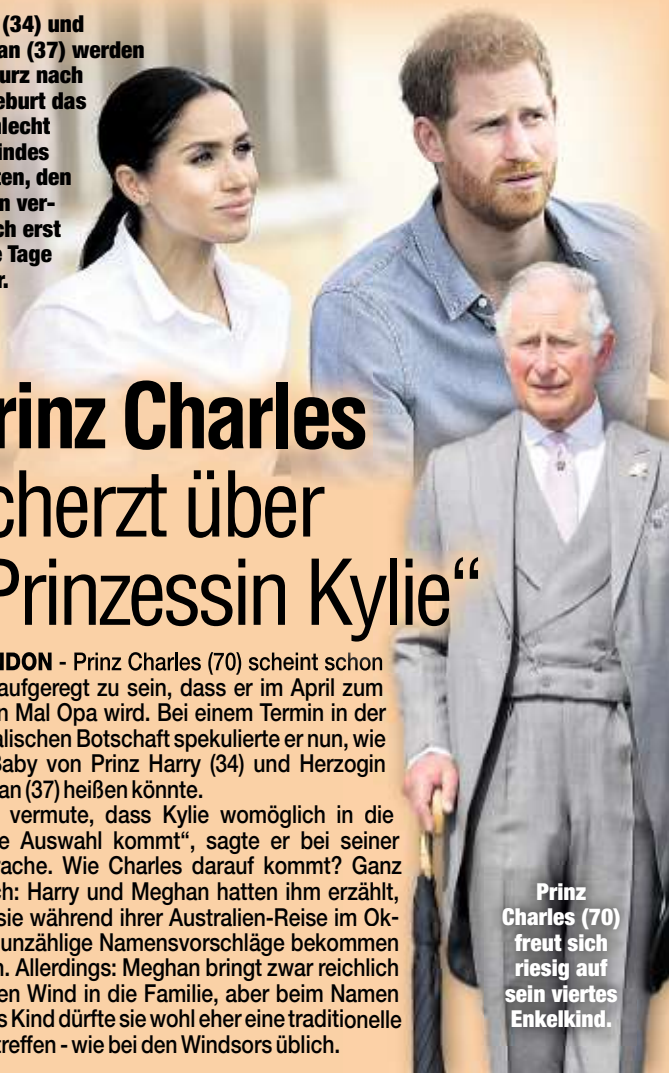 (34) und
an (37) werden
urz nach
eburt das
lecht
indes
ten, den
n ver-
ch erst
e Tage
r.
rinz Charles
cherzt über
Prinzessin Kylie“
NDON - Prinz Charles (70) scheint schon
aufgeregt zu sein, dass er im April zum
n Mal Opa wird. Bei einem Termin in der
alischen Botschaft spekulierte er nun, wie
Baby von Prinz Harry (34) und Herzogin
an (37) heißen könnte.
vermute, dass Kylie womöglich in die
e Auswahl kommt“, sagte er bei seiner
rache. Wie Charles darauf kommt? Ganz
ch: Harry und Meghan hatten ihm erzählt,
sie während ihrer Australien-Reise im Ok-
unzählige Namensvorschläge bekommen
n. Allerdings: Meghan bringt zwar reichlich
en Wind in die Familie, aber beim Namen
s Kind dürfte sie wohl eher eine traditionelle
treffen - wie bei den Windsors üblich.
Prinz
Charles (70)
freut sich
riesig auf
sein viertes
Enkelkind.